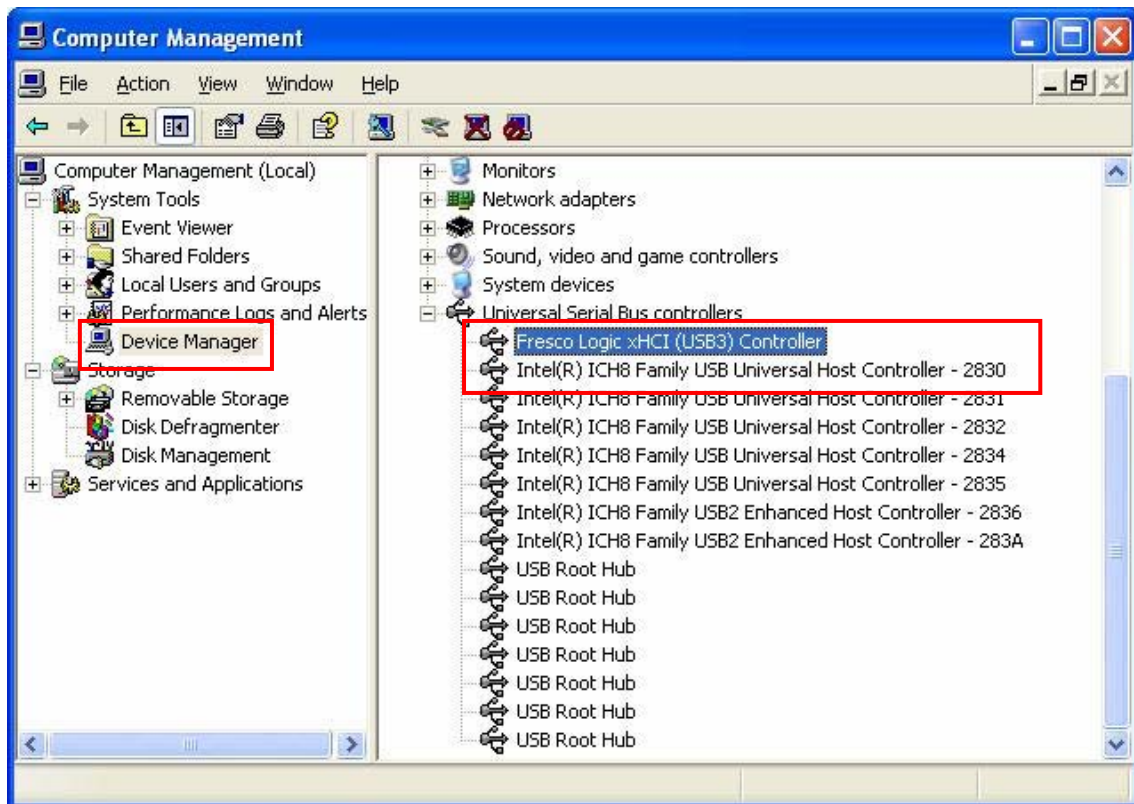 Computer Management
File Action View Window Help
Computer Management (Local)
System Tools
Event Viewer
Shared Folders
Local Users and Groups
Performance Logs and Alerts
Device Manager
Storage
Removable Storage
Disk Defragmenter
Disk Management
Services and Applications
Monitors
Network adapters
Processors
Sound, video and game controllers
System devices
Universal Serial Bus controllers
Fresco Logic xHCI (USB3) Controller
Intel(R) ICH8 Family USB Universal Host Controller - 2830
Intel(R) ICH8 Family USB Universal Host Controller - 2831
Intel(R) ICH8 Family USB Universal Host Controller - 2832
Intel(R) ICH8 Family USB Universal Host Controller - 2834
Intel(R) ICH8 Family USB Universal Host Controller - 2835
Intel(R) ICH8 Family USB2 Enhanced Host Controller - 2836
Intel(R) ICH8 Family USB2 Enhanced Host Controller - 283A
USB Root Hub
USB Root Hub
USB Root Hub
USB Root Hub
USB Root Hub
USB Root Hub
USB Root Hub